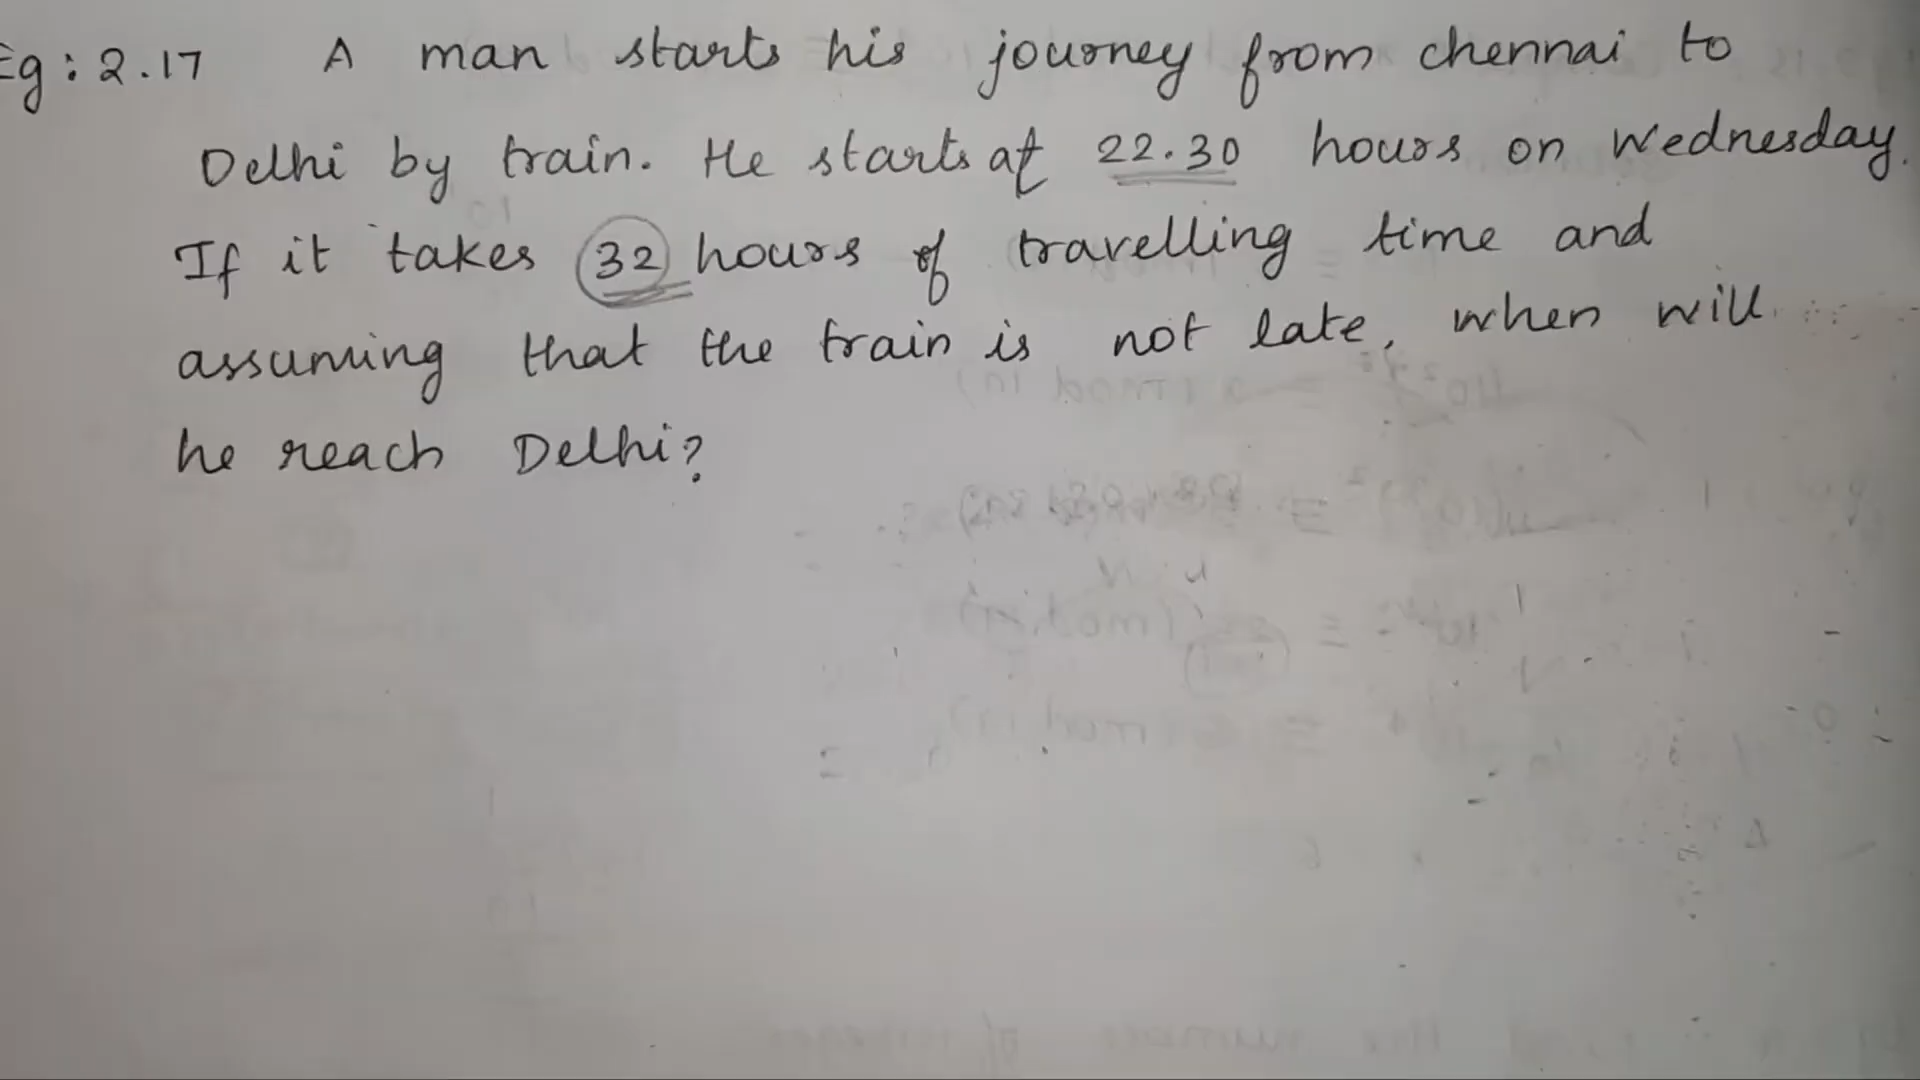 Eg: 2.17 A man starts his journey from chennai to
Delhi by train. He starts at 22.30 hours on Wednesday.
If it takes 32 hours of travelling time and
assuming that the train is not late, when will
he reach Delhi?